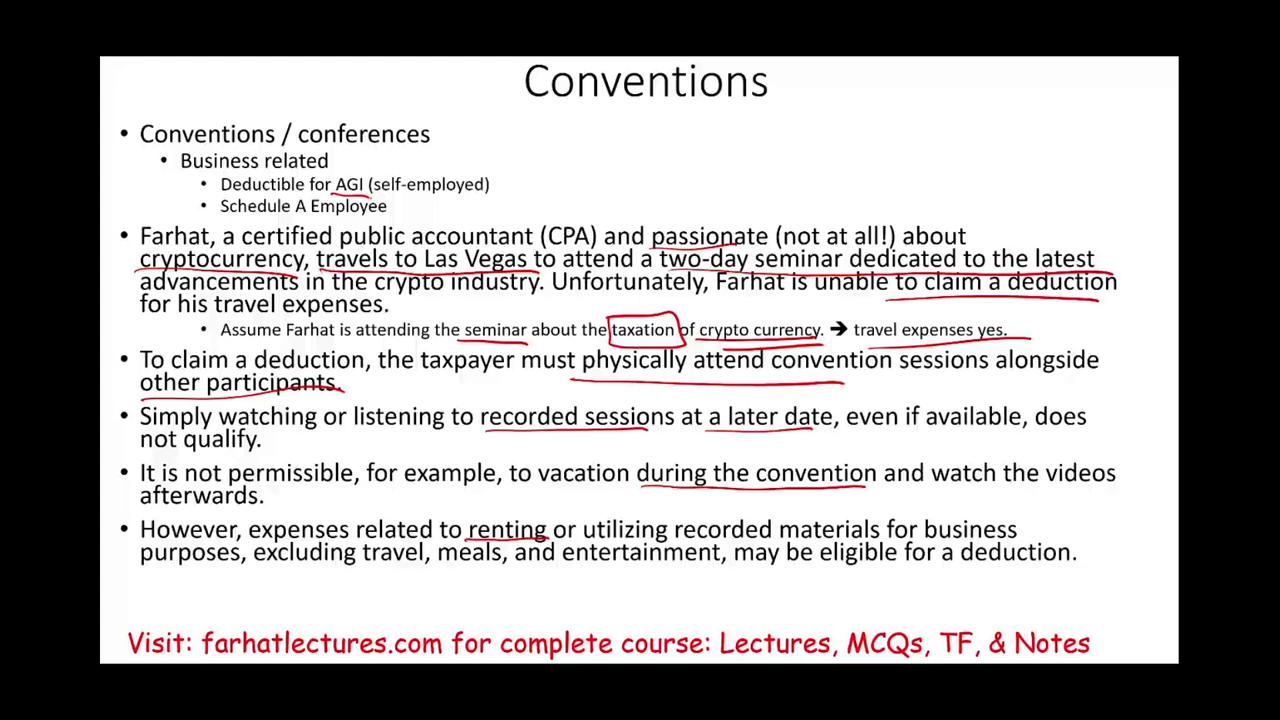 Conventions
• Conventions / conferences
• Business related
• Deductible for AGI (self-employed)
• Schedule A Employee
• Farhat, a certified public accountant (CPA) and passionate (not at all!) about
cryptocurrency, travels to Las Vegas to attend a two-day seminar dedicated to the latest
advancements in the crypto industry. Unfortunately, Farhat is unable to claim a deduction
for his travel expenses.
• Assume Farhat is attending the seminar about the taxation of crypto currency. ➔ travel expenses yes.
• To claim a deduction, the taxpayer must physically attend convention sessions alongside
other participants.
• Simply watching or listening to recorded sessions at a later date, even if available, does
not qualify.
• It is not permissible, for example, to vacation during the convention and watch the videos
afterwards.
• However, expenses related to renting or utilizing recorded materials for business
purposes, excluding travel, meals, and entertainment, may be eligible for a deduction.
Visit: farhatlectures.com for complete course: Lectures, MCQs, TF, & Notes